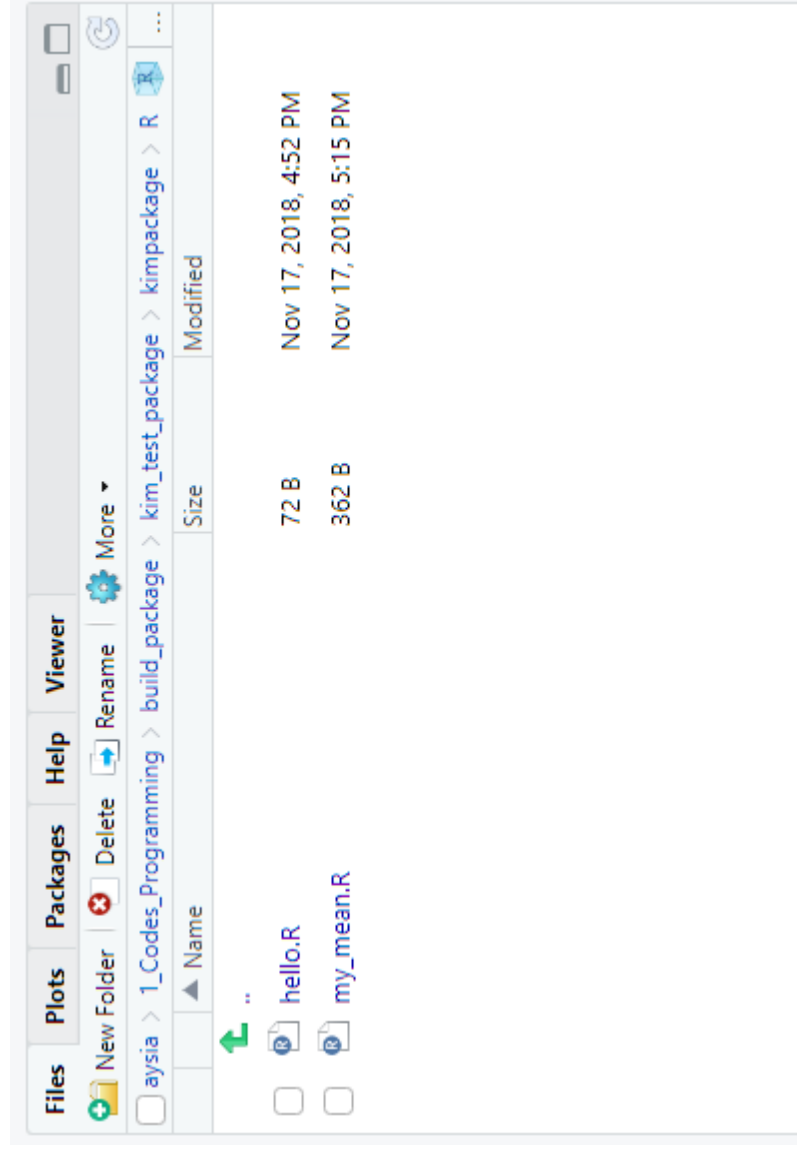 Files Plots Packages Help Viewer
New Folder Delete Rename More
aysia > 1_Codes_Programming > build_package > kim_test_package > kimpackage > R R ...
Name Size Modified
..
R hello.R 72 B Nov 17, 2018, 4:52 PM
R my_mean.R 362 B Nov 17, 2018, 5:15 PM